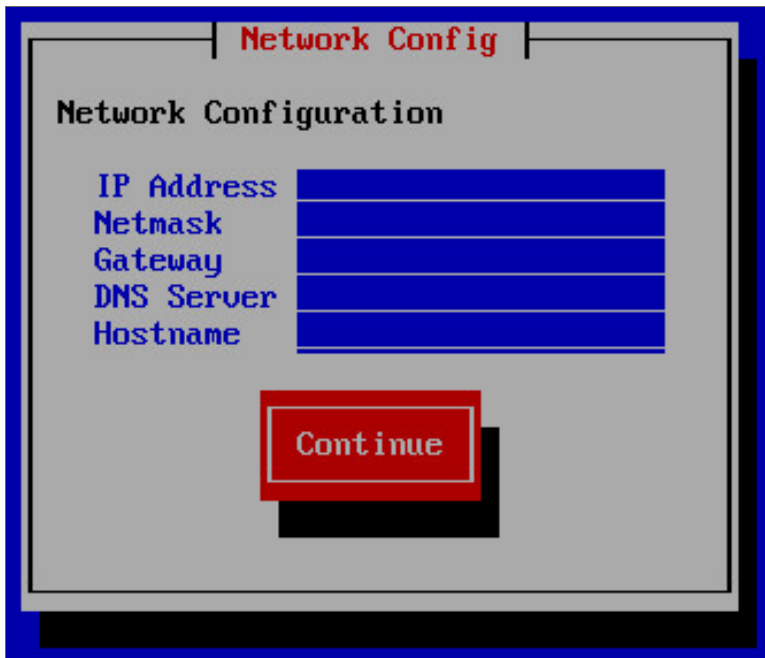 Network Config
Network Configuration
IP Address
Netmask
Gateway
DNS Server
Hostname
Continue